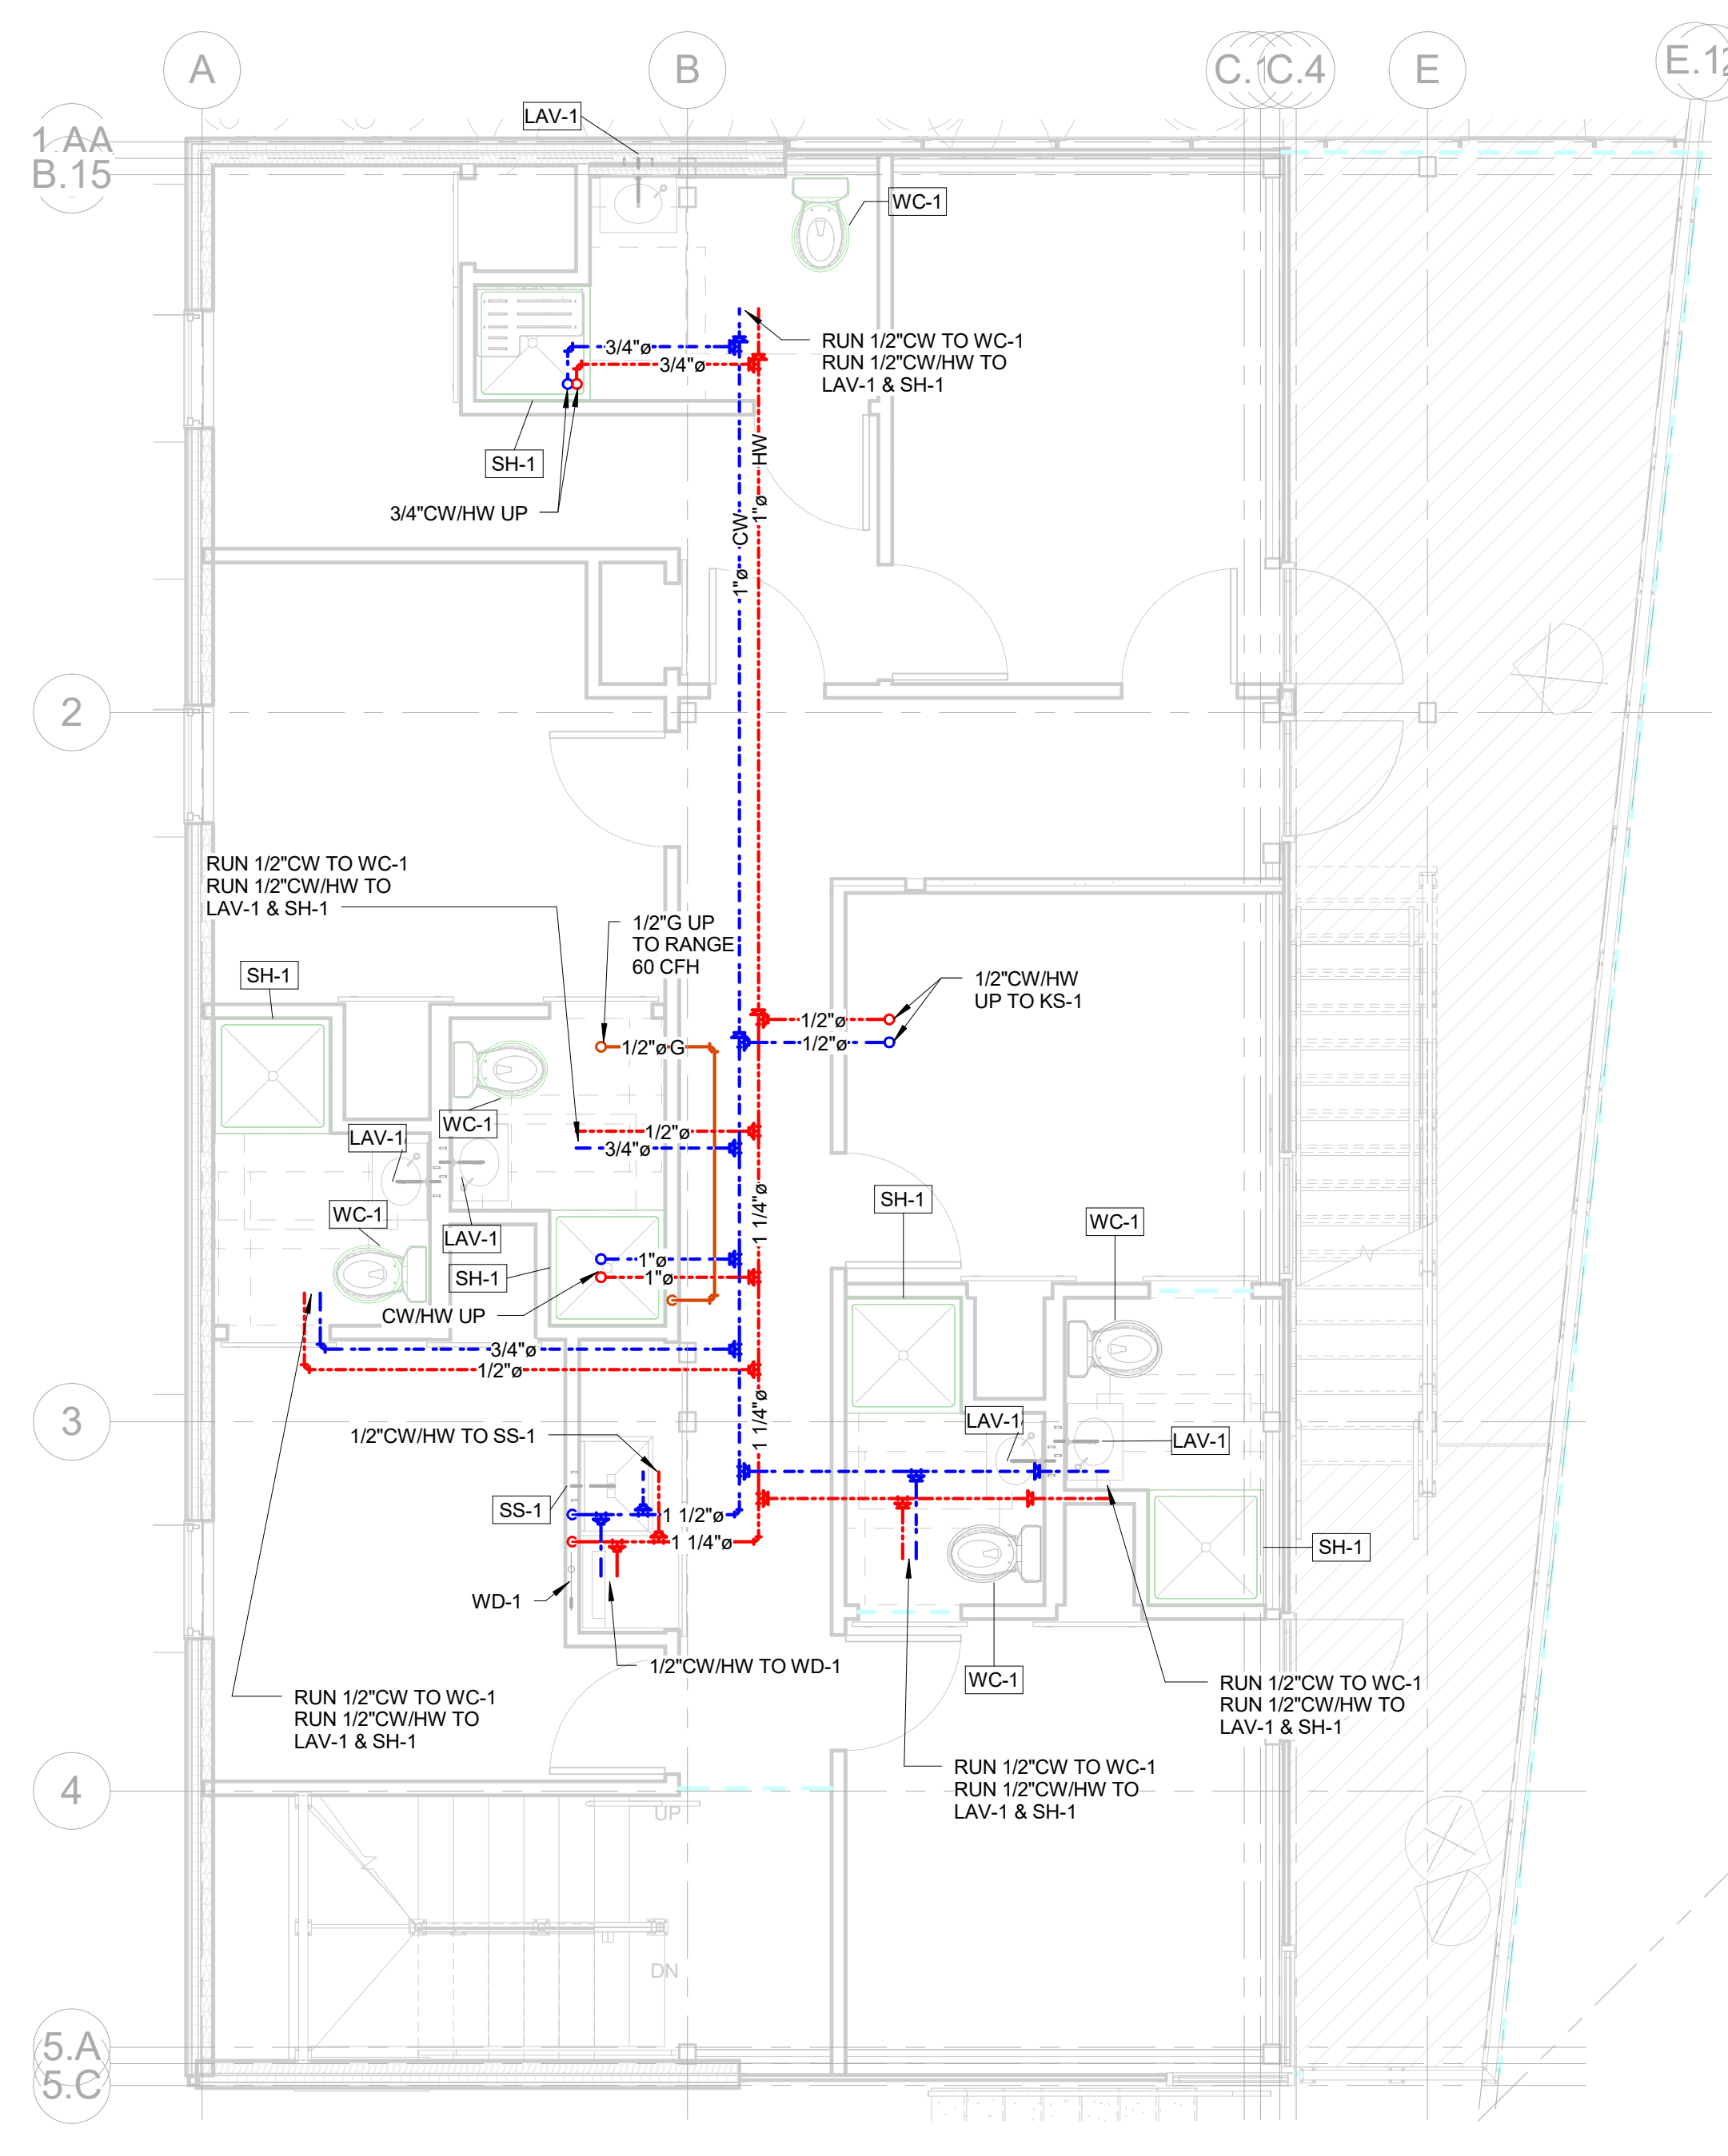 A
B
C.1
C.4
E
E.12
1.AA
B.15
LAV-1
WC-1
RUN 1/2"CW TO WC-1
RUN 1/2"CW/HW TO
LAV-1 & SH-1
3/4"ø
3/4"ø
SH-1
3/4"CW/HW UP
HW
1"ø
CW
1"ø
2
RUN 1/2"CW TO WC-1
RUN 1/2"CW/HW TO
LAV-1 & SH-1
1/2"G UP
TO RANGE
60 CFH
SH-1
1/2"CW/HW
UP TO KS-1
1/2"ø
1/2"ø
1/2"øG
WC-1
LAV-1
1/2"ø
3/4"ø
1 1/4"ø
WC-1
LAV-1
SH-1
WC-1
SH-1
1"ø
1"ø
CW/HW UP
3/4"ø
1/2"ø
1 1/4"ø
3
LAV-1
LAV-1
1/2"CW/HW TO SS-1
SS-1
1 1/2"ø
1 1/4"ø
SH-1
WD-1
1/2"CW/HW TO WD-1
WC-1
RUN 1/2"CW TO WC-1
RUN 1/2"CW/HW TO
LAV-1 & SH-1
RUN 1/2"CW TO WC-1
RUN 1/2"CW/HW TO
LAV-1 & SH-1
RUN 1/2"CW TO WC-1
RUN 1/2"CW/HW TO
LAV-1 & SH-1
4
UP
DN
5.A
5.C